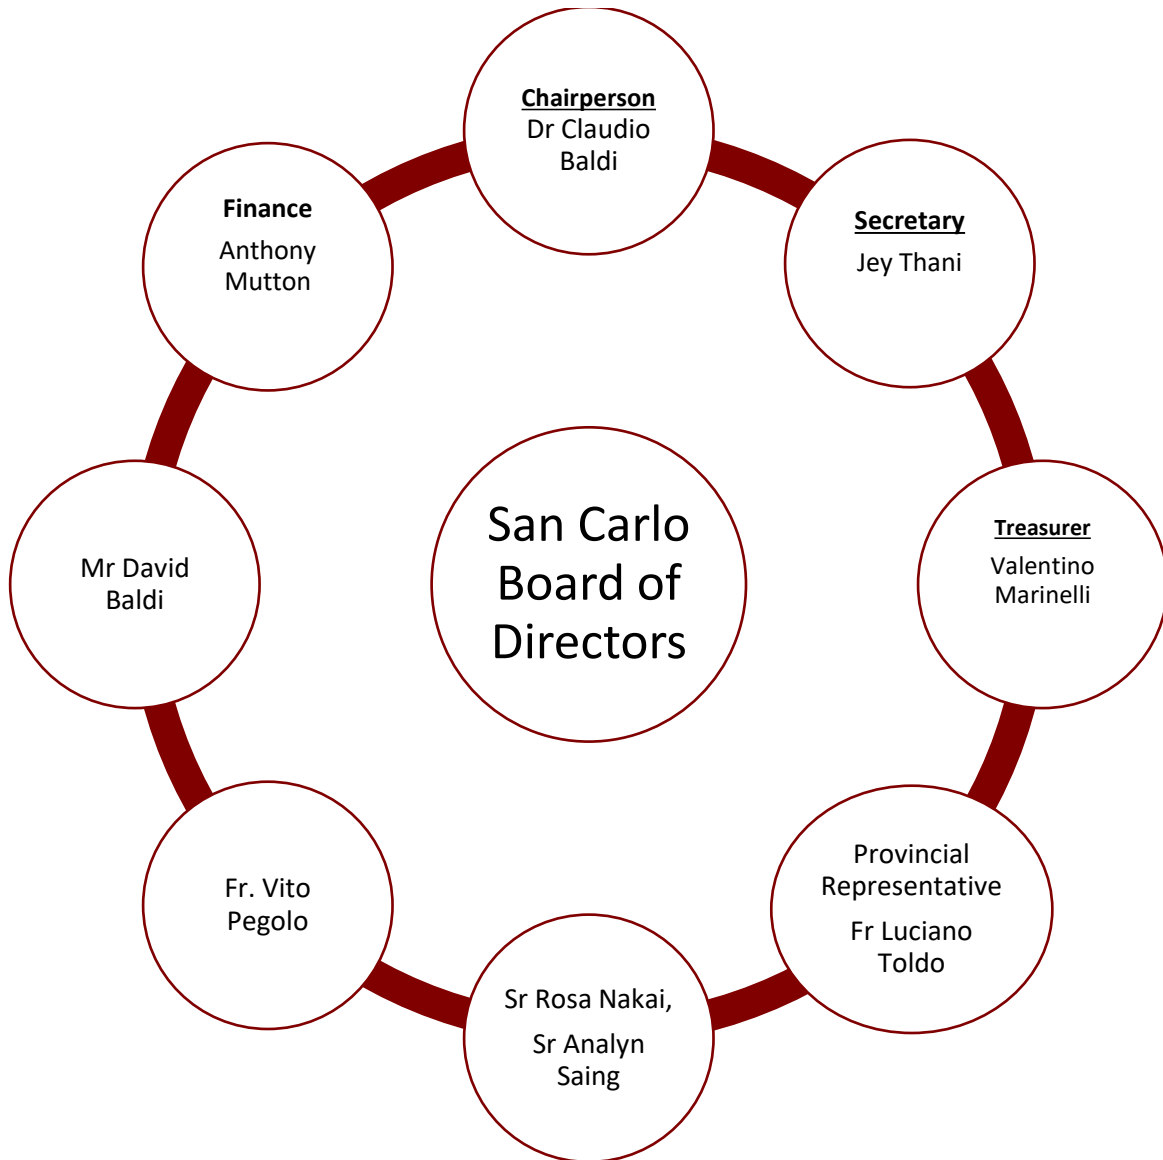 Chairperson
Dr Claudio
Baldi
Secretary
Jey Thani
Treasurer
Valentino
Marinelli
Provincial
Representative
Fr Luciano
Toldo
Sr Rosa Nakai,
Sr Analyn
Saing
Fr. Vito
Pegolo
Mr David
Baldi
Finance
Anthony
Mutton
San Carlo
Board of
Directors